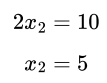 2x₂ = 10
x₂ = 5